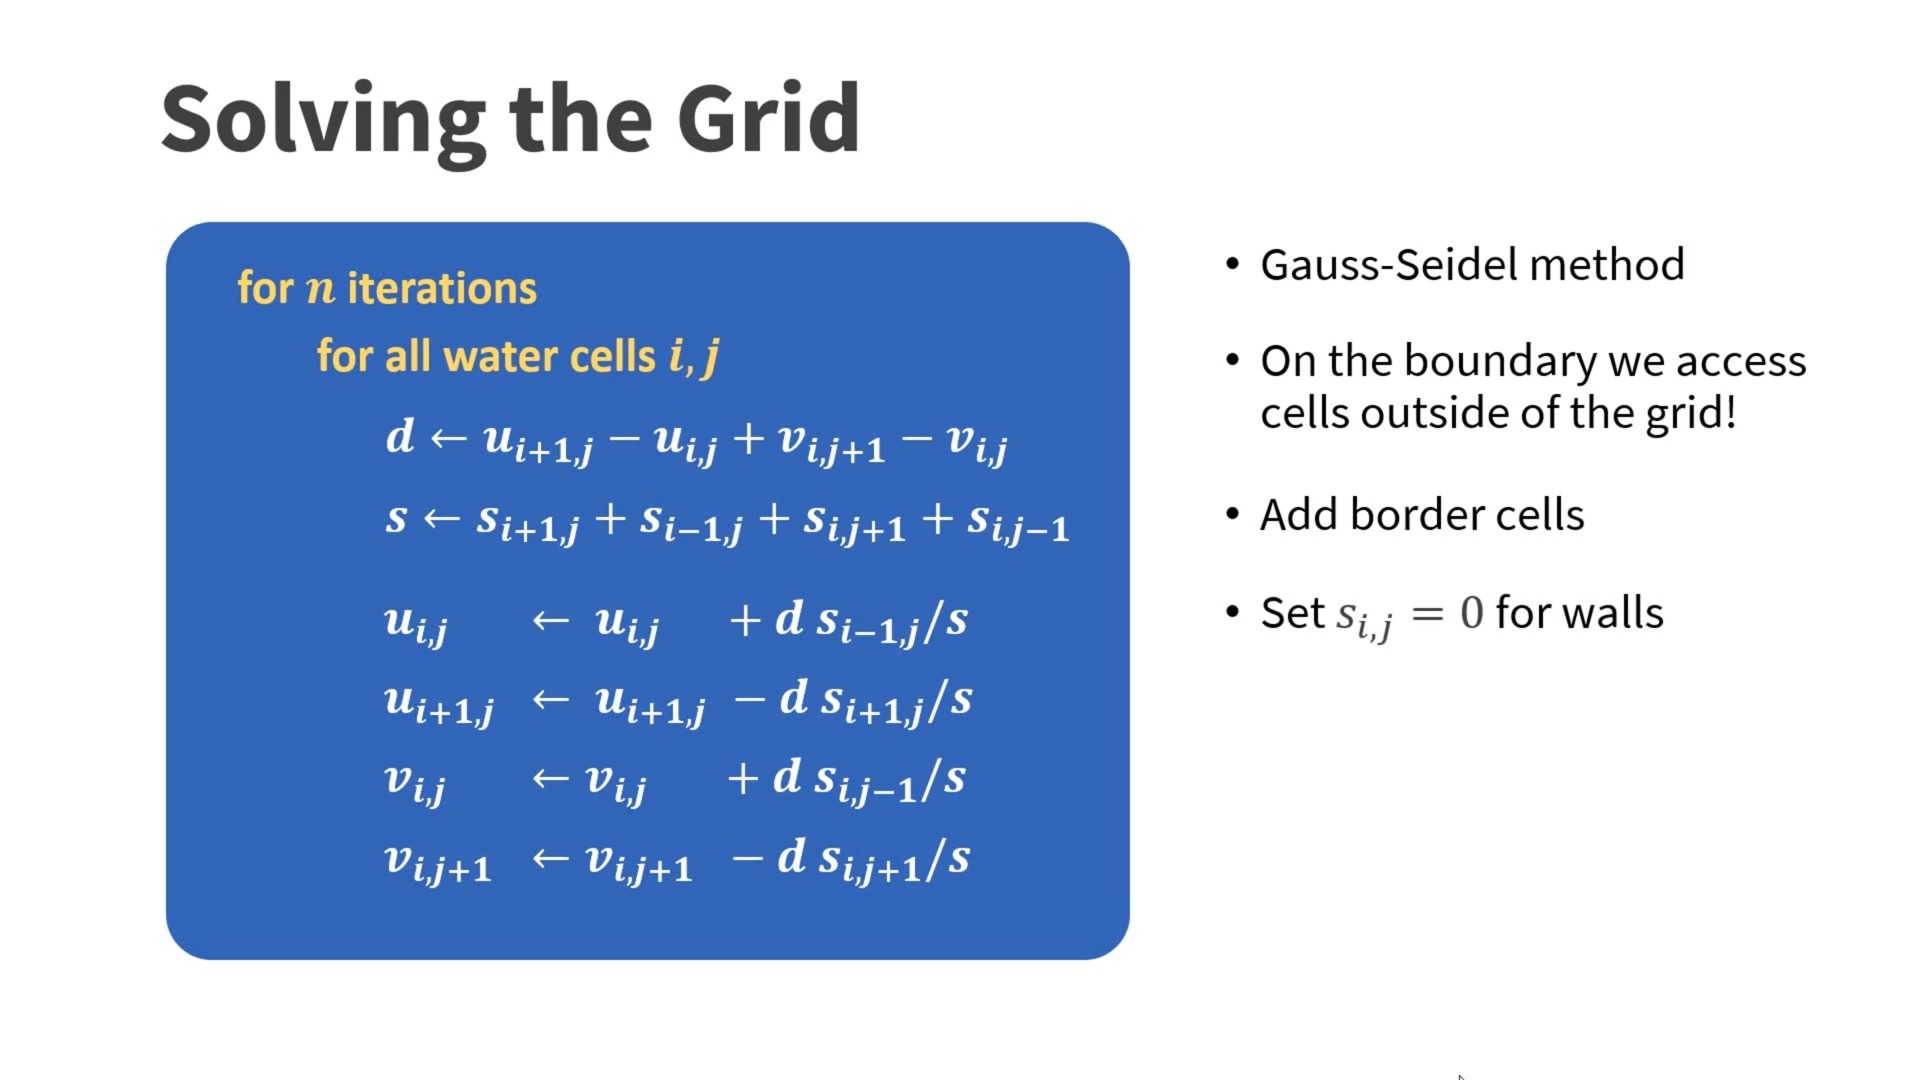 Solving the Grid
for n iterations
for all water cells i, j
d ← u_{i+1,j} − u_{i,j} + v_{i,j+1} − v_{i,j}
s ← s_{i+1,j} + s_{i−1,j} + s_{i,j+1} + s_{i,j−1}
u_{i,j} ← u_{i,j} + d s_{i−1,j}/s
u_{i+1,j} ← u_{i+1,j} − d s_{i+1,j}/s
v_{i,j} ← v_{i,j} + d s_{i,j−1}/s
v_{i,j+1} ← v_{i,j+1} − d s_{i,j+1}/s
• Gauss-Seidel method
• On the boundary we access
cells outside of the grid!
• Add border cells
• Set s_{i,j} = 0 for walls